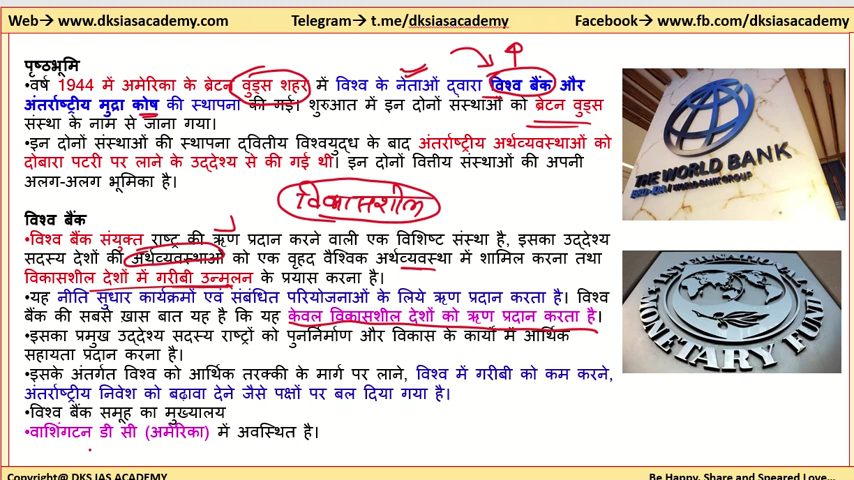 Web→ www.dksiasacademy.com Telegram→ t.me/dksiasacademy Facebook→ www.fb.com/dksiasacademy
पृष्ठभूमि
•वर्ष 1944 में अमेरिका के ब्रेटन वुड्स शहर में विश्व के नेताओं द्वारा विश्व बैंक और
अंतर्राष्ट्रीय मुद्रा कोष की स्थापना की गई। शुरुआत में इन दोनों संस्थाओं को ब्रेटन वुड्स
संस्था के नाम से जाना गया।
•इन दोनों संस्थाओं की स्थापना द्वितीय विश्वयुद्ध के बाद अंतर्राष्ट्रीय अर्थव्यवस्थाओं को
दोबारा पटरी पर लाने के उद्देश्य से की गई थी। इन दोनों वित्तीय संस्थाओं की अपनी
अलग-अलग भूमिका है।
विकासशील
विश्व बैंक
•विश्व बैंक संयुक्त राष्ट्र की ऋण प्रदान करने वाली एक विशिष्ट संस्था है, इसका उद्देश्य
सदस्य देशों की अर्थव्यवस्थाओं को एक वृहद वैश्विक अर्थव्यवस्था में शामिल करना तथा
विकासशील देशों में गरीबी उन्मूलन के प्रयास करना है।
•यह नीति सुधार कार्यक्रमों एवं संबंधित परियोजनाओं के लिये ऋण प्रदान करता है। विश्व
बैंक की सबसे ख़ास बात यह है कि यह केवल विकासशील देशों को ऋण प्रदान करता है।
•इसका प्रमुख उद्देश्य सदस्य राष्ट्रों को पुनर्निर्माण और विकास के कार्यों में आर्थिक
सहायता प्रदान करना है।
•इसके अंतर्गत विश्व को आर्थिक तरक्की के मार्ग पर लाने, विश्व में गरीबी को कम करने,
अंतर्राष्ट्रीय निवेश को बढ़ावा देने जैसे पक्षों पर बल दिया गया है।
•विश्व बैंक समूह का मुख्यालय
•वाशिंगटन डी सी (अमेरिका) में अवस्थित है।
THE WORLD BANK
WORLD BANK GROUP
INTERNATIONAL MONETARY FUND
Copyright@ DKS IAS ACADEMY Be Happy, Share and Speared Love...